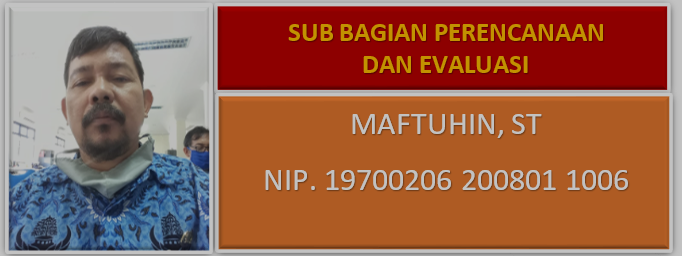 SUB BAGIAN PERENCANAAN
DAN EVALUASI
MAFTUHIN, ST
NIP. 19700206 200801 1006